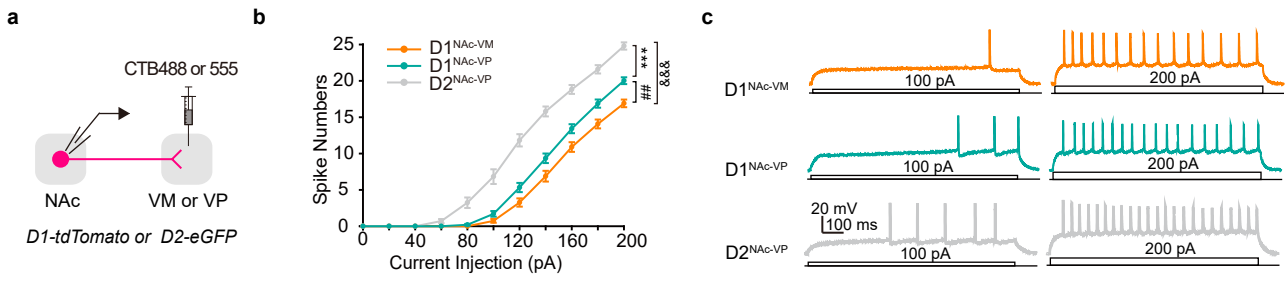 a
CTB488 or 555
NAc
VM or VP
D1-tdTomato or D2-eGFP
b
Spike Numbers
25
20
15
10
5
0
0 40 80 120 160 200
Current Injection (pA)
D1NAc-VM
D1NAc-VP
D2NAc-VP
***
##
&&&
c
D1NAc-VM
100 pA
200 pA
D1NAc-VP
100 pA
200 pA
20 mV
100 ms
D2NAc-VP
100 pA
200 pA